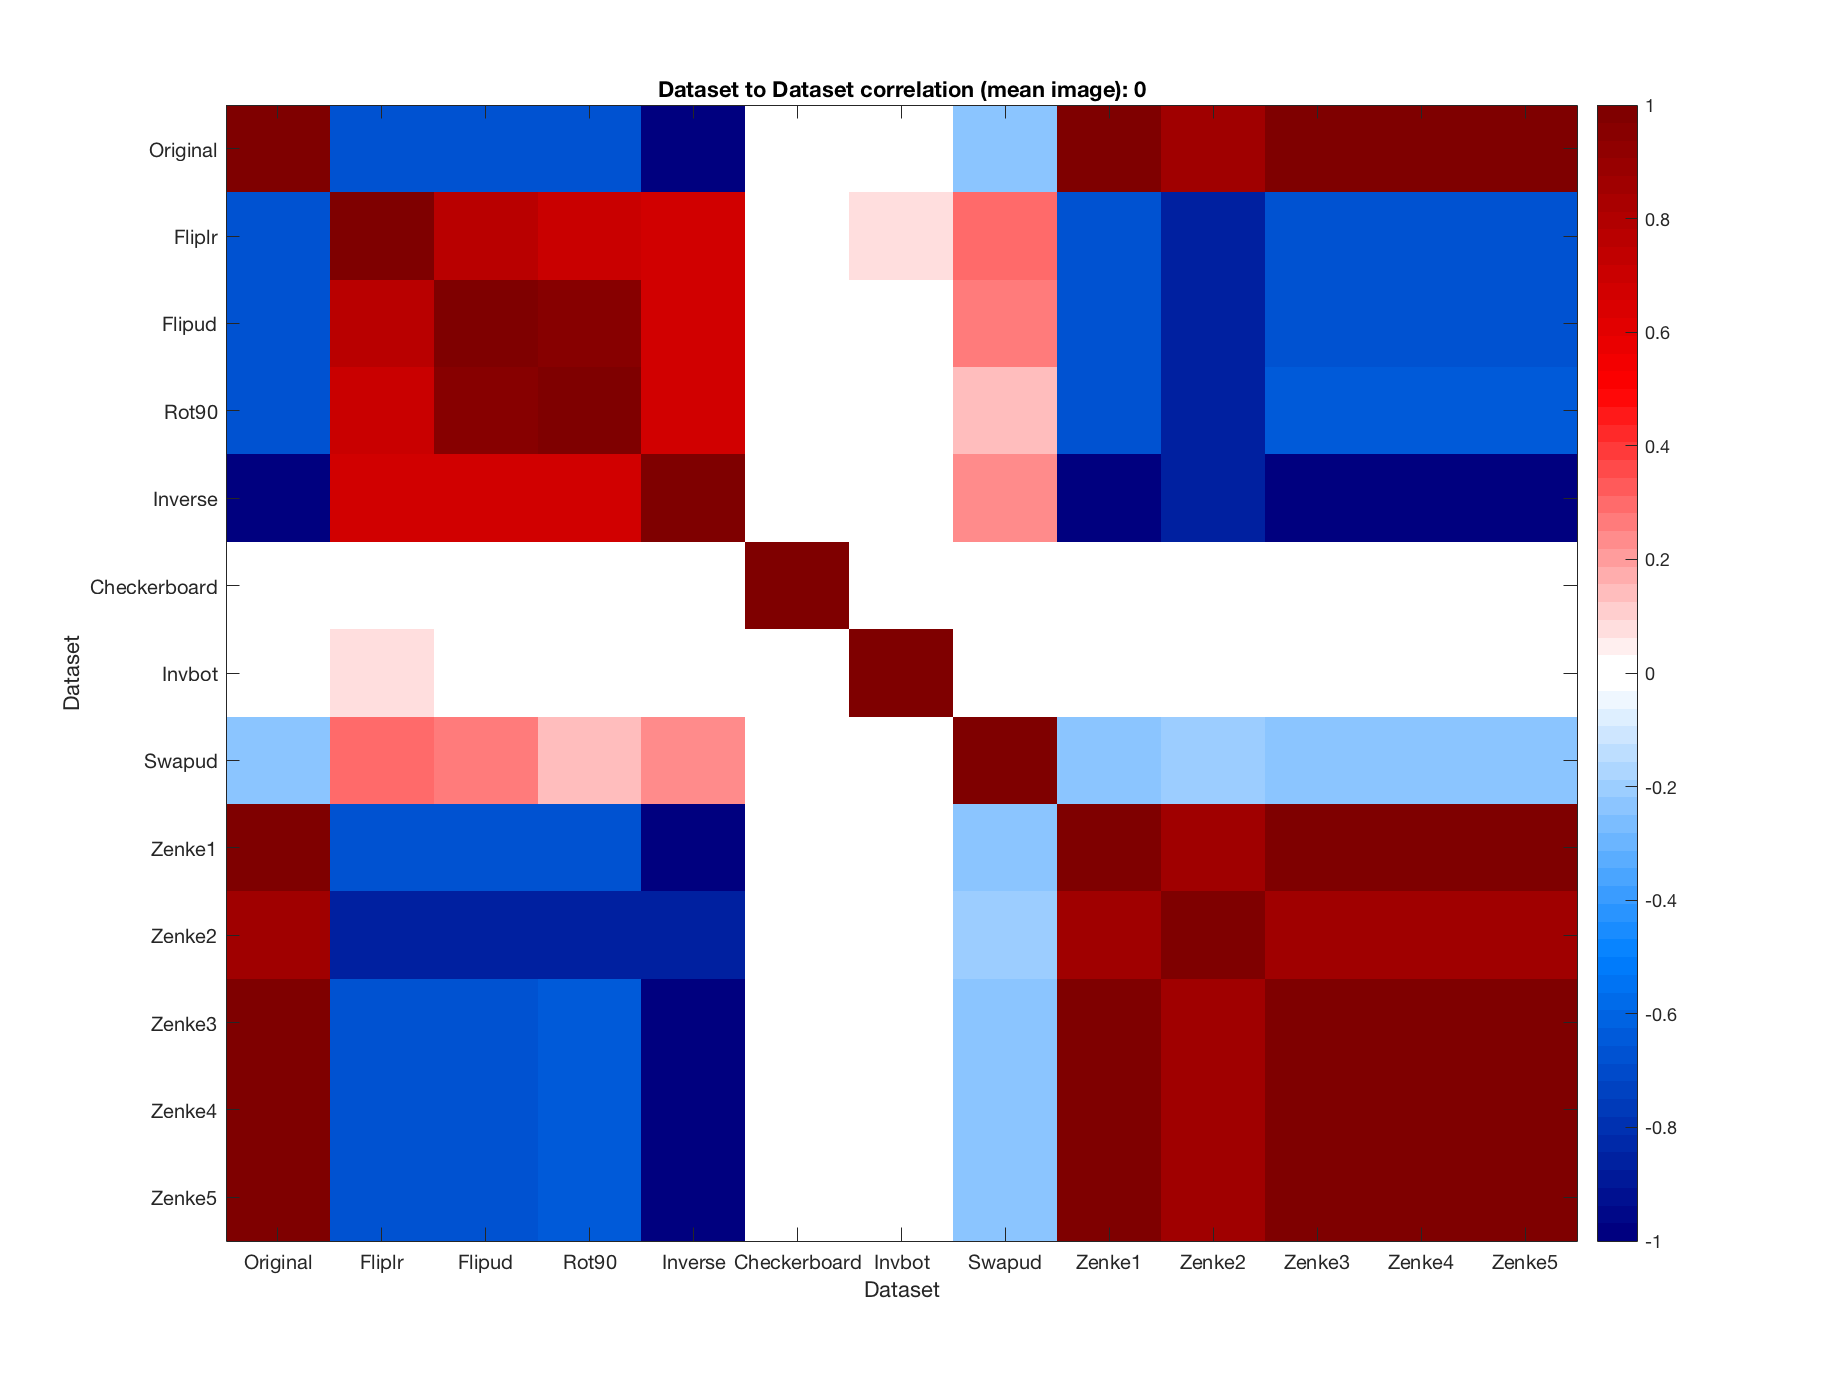 Dataset to Dataset correlation (mean image): 0
Original
Fliplr
Flipud
Rot90
Inverse
Checkerboard
Invbot
Swapud
Zenke1
Zenke2
Zenke3
Zenke4
Zenke5
Dataset
Original Fliplr Flipud Rot90 Inverse Checkerboard Invbot Swapud Zenke1 Zenke2 Zenke3 Zenke4 Zenke5
Dataset
1
0.8
0.6
0.4
0.2
0
-0.2
-0.4
-0.6
-0.8
-1